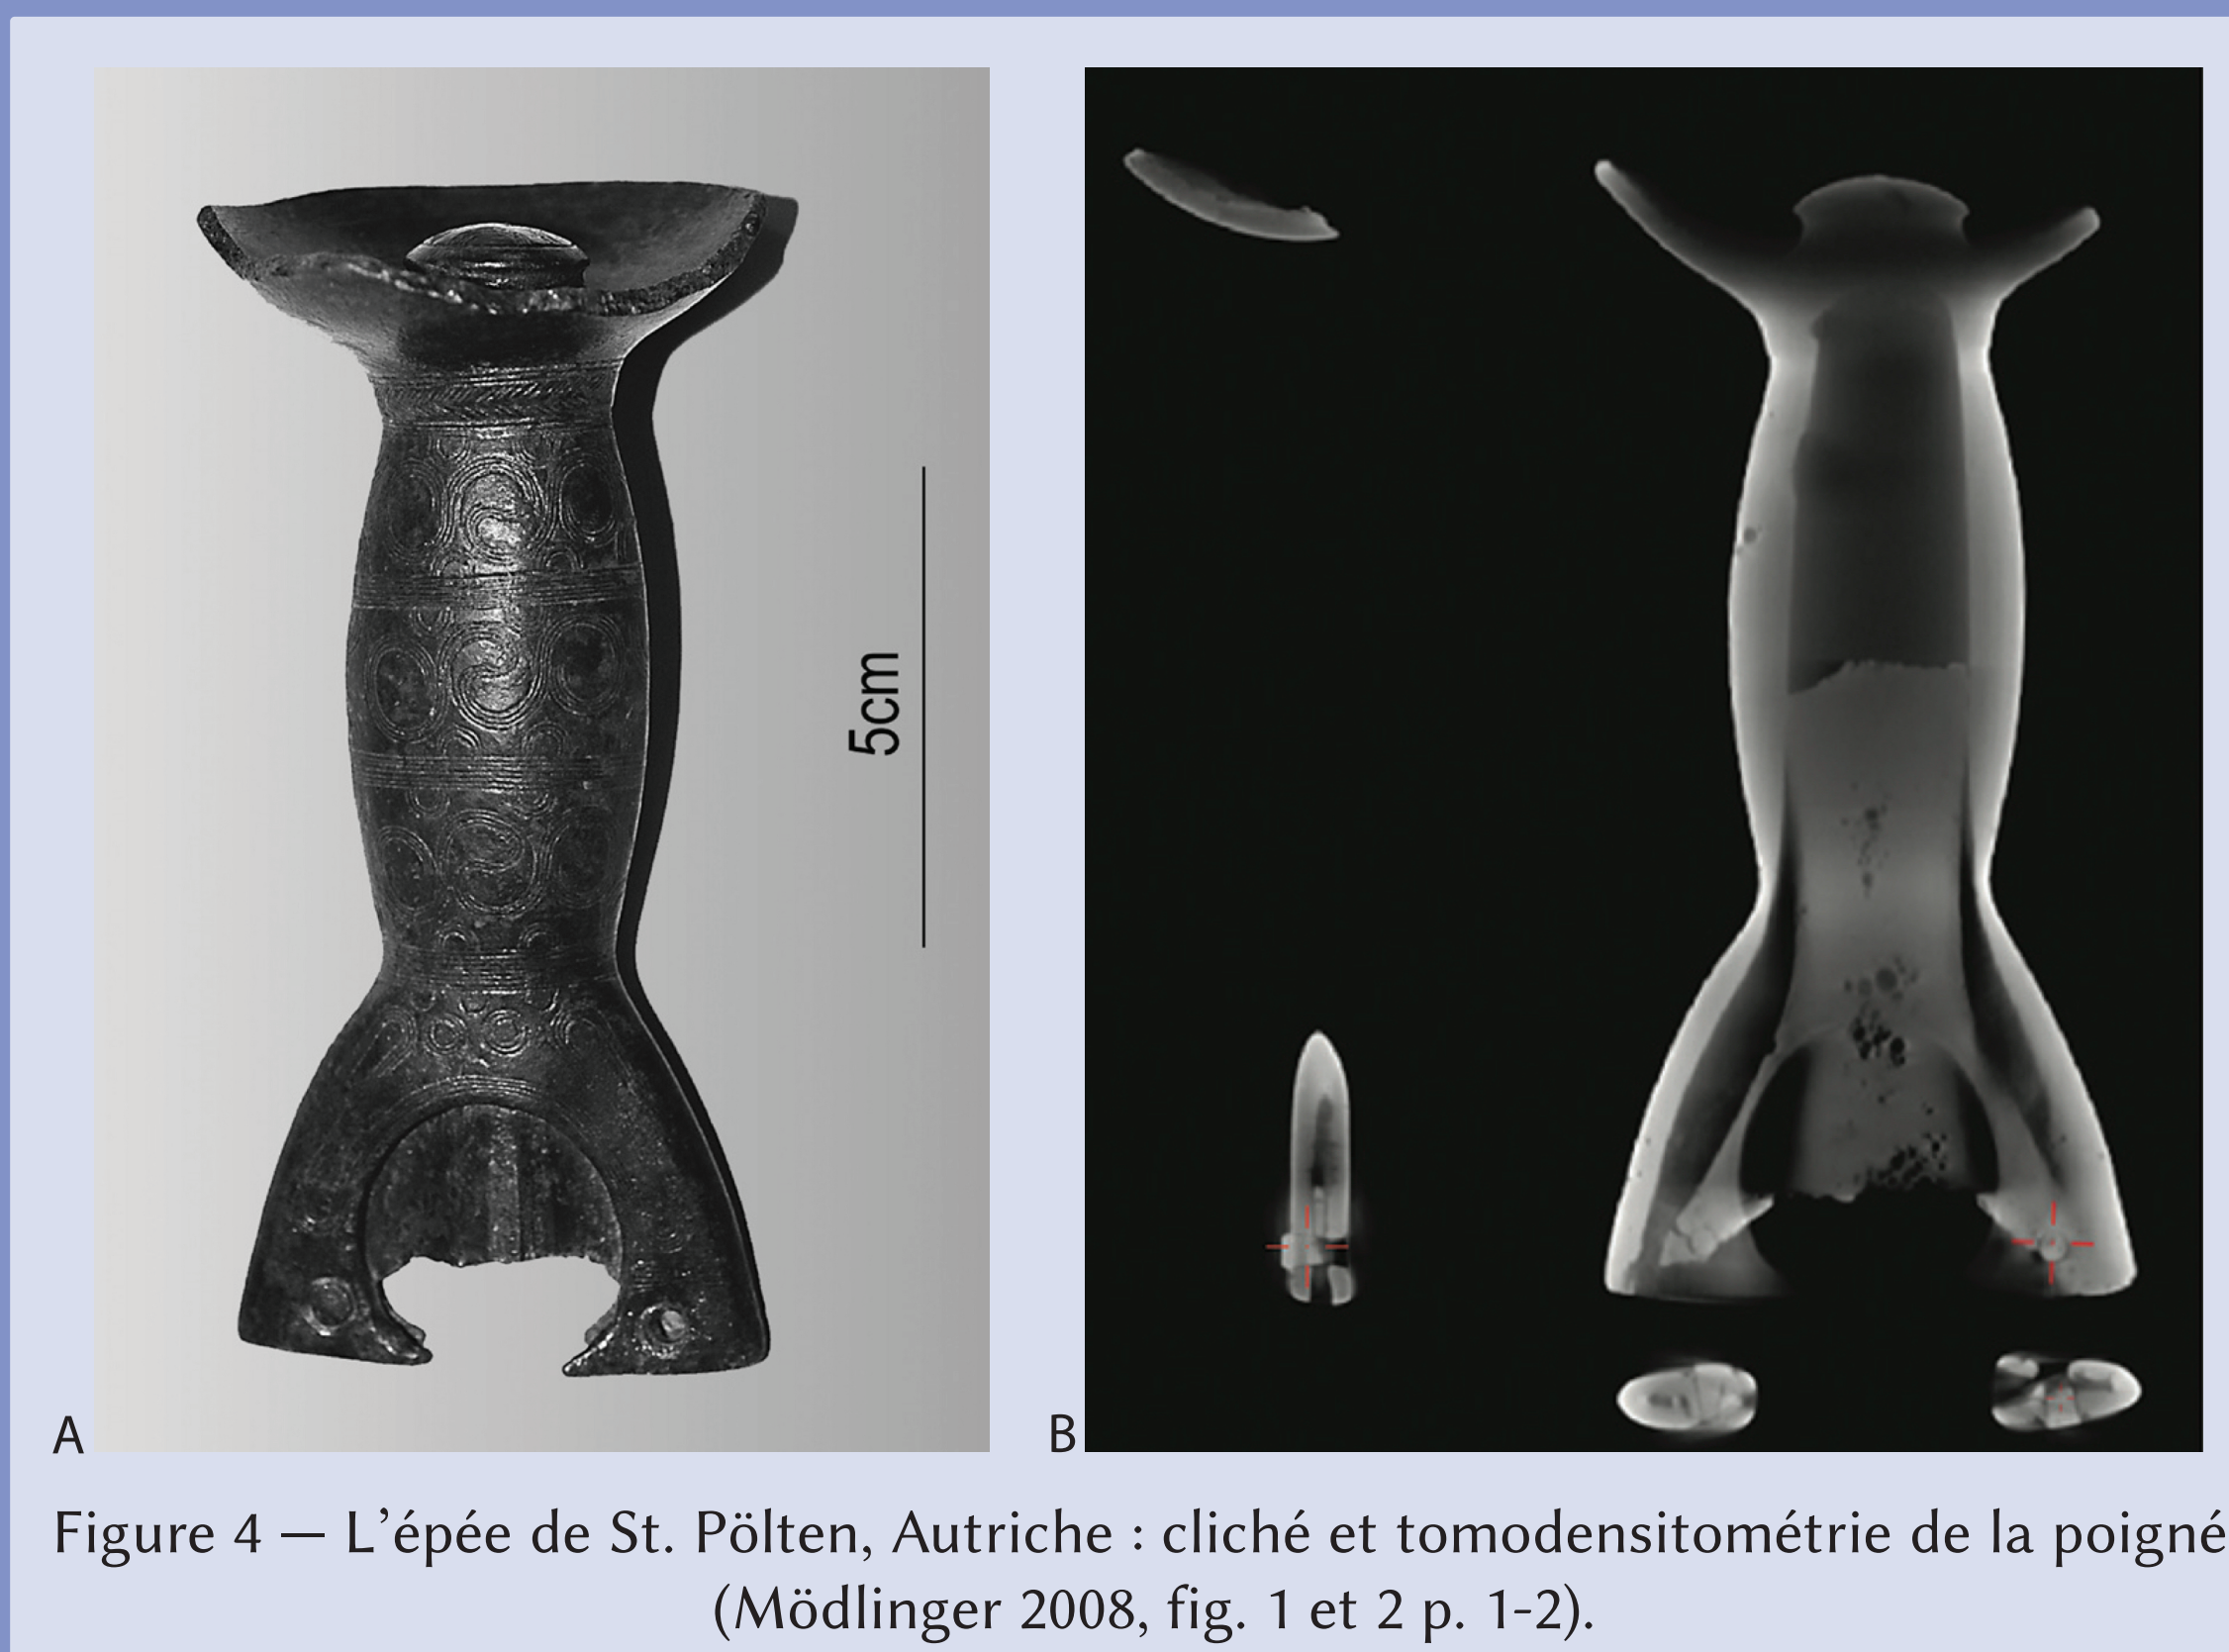 5cm
A
B
Figure 4 — L'épée de St. Pölten, Autriche : cliché et tomodensitométrie de la poigné
(Mödlinger 2008, fig. 1 et 2 p. 1-2).